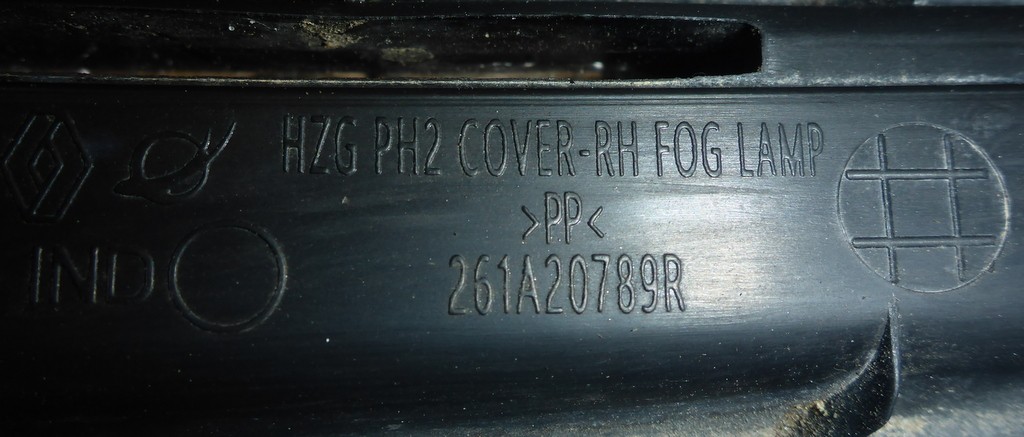 HZG PH2 COVER-RH FOG LAMP
>PP<
261A20789R
IND